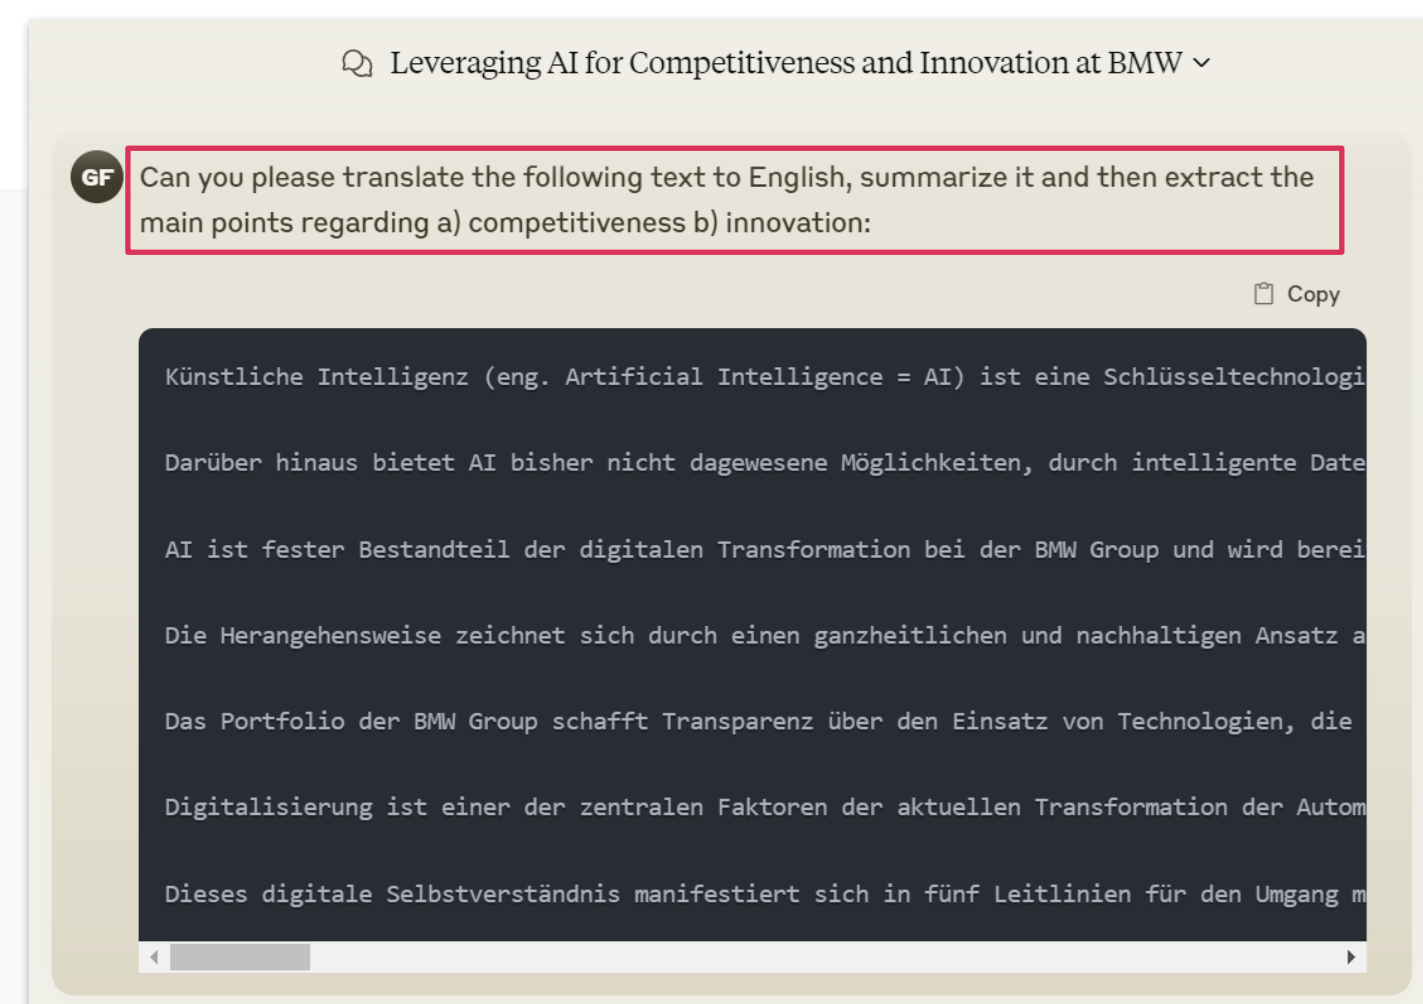 Leveraging AI for Competitiveness and Innovation at BMW
GF
Can you please translate the following text to English, summarize it and then extract the
main points regarding a) competitiveness b) innovation:
Copy
Künstliche Intelligenz (eng. Artificial Intelligence = AI) ist eine Schlüsseltechnologi
Darüber hinaus bietet AI bisher nicht dagewesene Möglichkeiten, durch intelligente Date
AI ist fester Bestandteil der digitalen Transformation bei der BMW Group und wird berei
Die Herangehensweise zeichnet sich durch einen ganzheitlichen und nachhaltigen Ansatz a
Das Portfolio der BMW Group schafft Transparenz über den Einsatz von Technologien, die
Digitalisierung ist einer der zentralen Faktoren der aktuellen Transformation der Autom
Dieses digitale Selbstverständnis manifestiert sich in fünf Leitlinien für den Umgang m